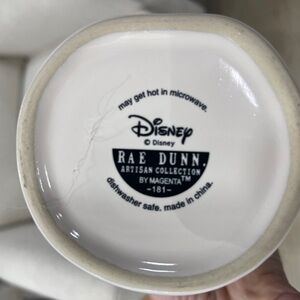 may get hot in microwave.
Disney
© Disney
RAE DUNN.
ARTISAN COLLECTION
BY MAGENTA™
-181-
dishwasher safe. made in china.